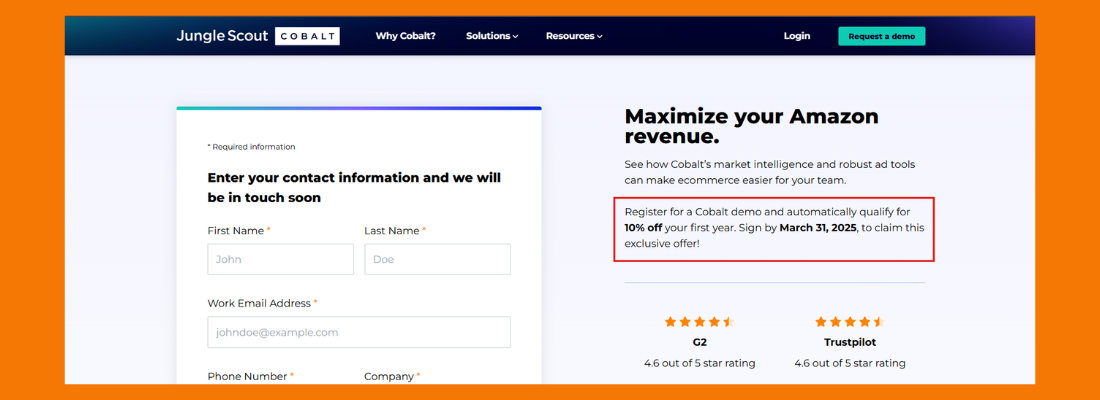 Jungle Scout COBALT Why Cobalt? Solutions Resources Login Request a demo
* Required information
Enter your contact information and we will
be in touch soon
First Name * Last Name *
John Doe
Work Email Address *
johndoe@example.com
Phone Number * Company *
Maximize your Amazon
revenue.
See how Cobalt's market intelligence and robust ad tools
can make ecommerce easier for your team.
Register for a Cobalt demo and automatically qualify for
10% off your first year. Sign by March 31, 2025, to claim this
exclusive offer!
G2 Trustpilot
4.6 out of 5 star rating 4.6 out of 5 star rating